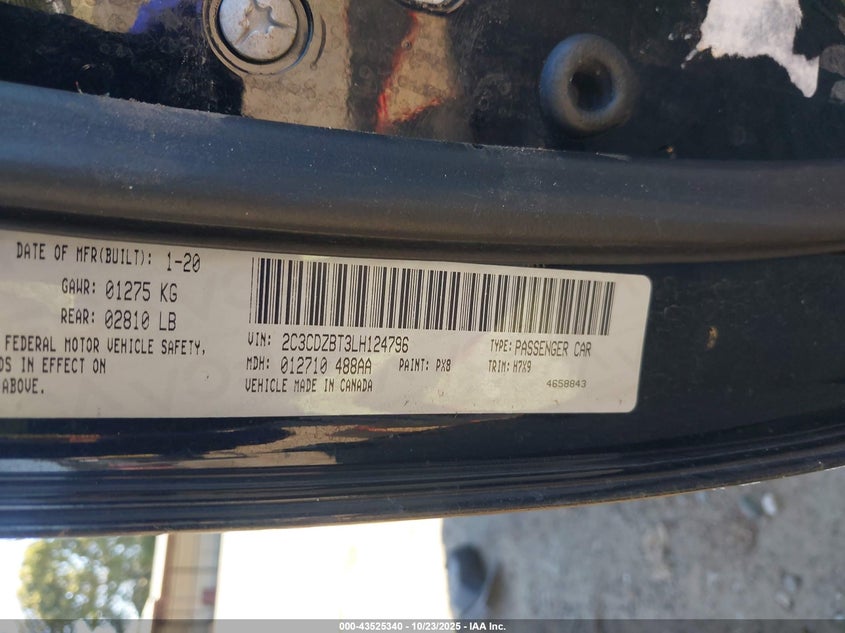 DATE OF MFR(BUILT): 1-20
GAWR: 01275 KG
REAR: 02810 LB
FEDERAL MOTOR VEHICLE SAFETY,
DS IN EFFECT ON
ABOVE.
VIN: 2C3CDZBT3LH124796
TYPE: PASSENGER CAR
MDH: 012710 488AA
PAINT: PX8
TRIM: H7X9
VEHICLE MADE IN CANADA
4658843
000-43525340 - 10/23/2025 - IAA Inc.